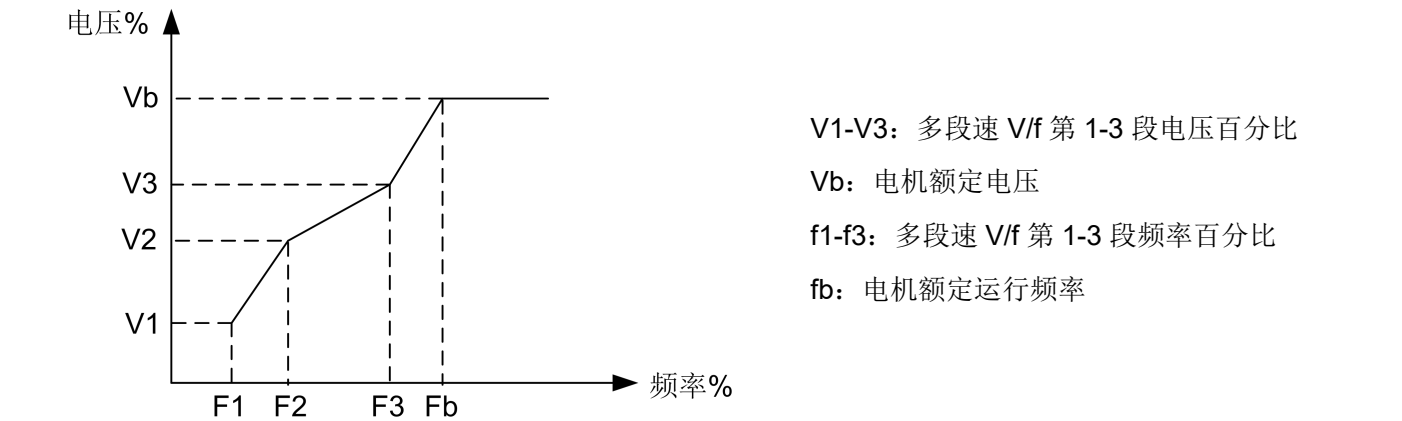 电压%
Vb
V3
V2
V1
F1 F2 F3 Fb
频率%
V1-V3：多段速 V/f 第 1-3 段电压百分比
Vb：电机额定电压
f1-f3：多段速 V/f 第 1-3 段频率百分比
fb：电机额定运行频率